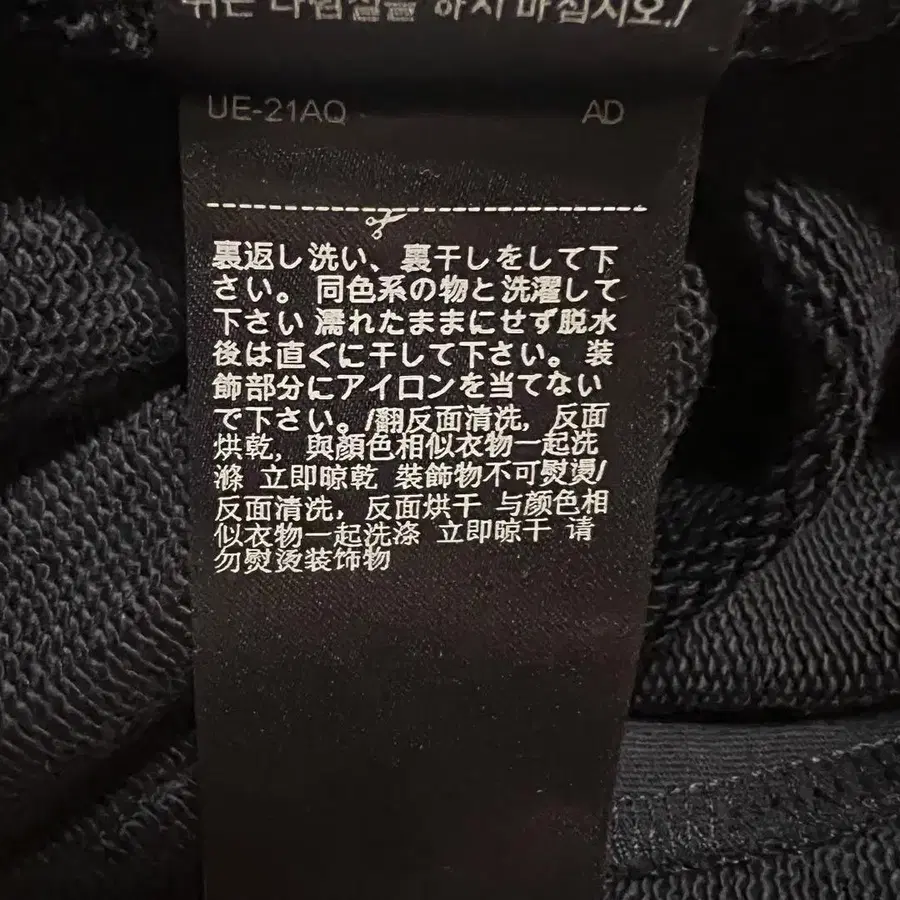 위는 다림질을 하지 마십시오./
UE-21AQ AD
裏返し洗い、裏干しをして下
さい。 同色系の物と洗濯して
下さい 濡れたままにせず脱水
後は直ぐに干して下さい。 装
飾部分にアイロンを当てない
で下さい。/翻反面清洗, 反面
烘乾, 與顏色相似衣物一起洗
滌 立即晾乾 裝飾物不可熨燙/
反面清洗, 反面烘干 与颜色相
似衣物一起洗涤 立即晾干 请
勿熨烫装饰物